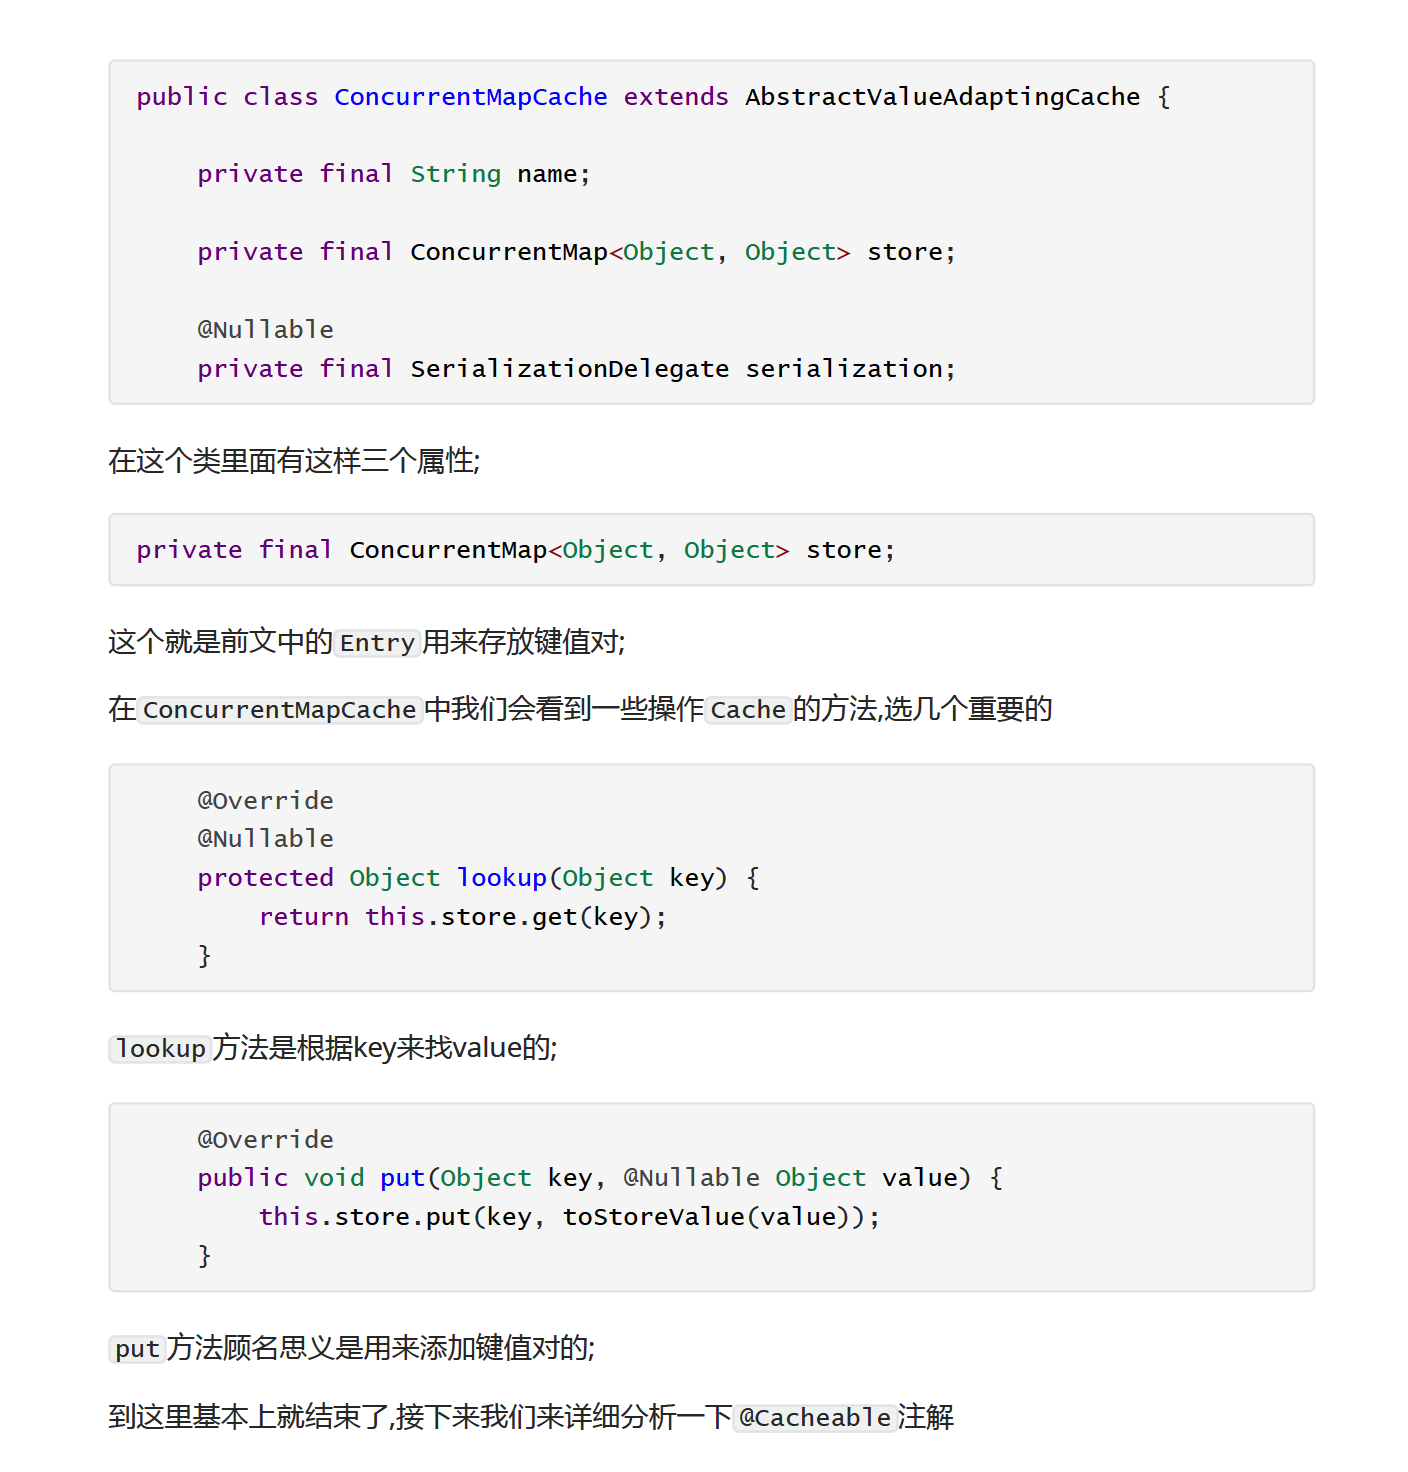 public class ConcurrentMapCache extends AbstractValueAdaptingCache {
    private final String name;
    private final ConcurrentMap<Object, Object> store;
    @Nullable
    private final SerializationDelegate serialization;
在这个类里面有这样三个属性;
private final ConcurrentMap<Object, Object> store;
这个就是前文中的Entry用来存放键值对;
在ConcurrentMapCache中我们会看到一些操作Cache的方法,选几个重要的
    @Override
    @Nullable
    protected Object lookup(Object key) {
        return this.store.get(key);
    }
lookup方法是根据key来找value的;
    @Override
    public void put(Object key, @Nullable Object value) {
        this.store.put(key, toStoreValue(value));
    }
put方法顾名思义是用来添加键值对的;
到这里基本上就结束了,接下来我们来详细分析一下@Cacheable注解